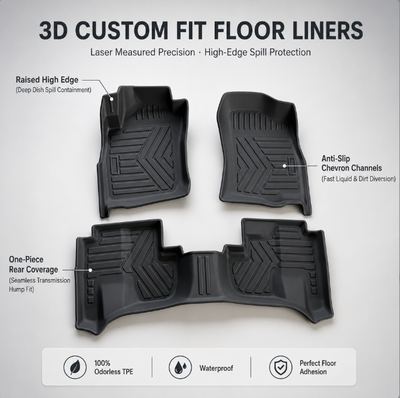 3D CUSTOM FIT FLOOR LINERS
Laser Measured Precision · High-Edge Spill Protection
Raised High Edge
(Deep Dish Spill Containment)
Anti-Slip
Chevron Channels
(Fast Liquid & Dirt Diversion)
One-Piece
Rear Coverage
(Seamless Transmission
Hump Fit)
100%
Odorless TPE
Waterproof
Perfect Floor
Adhesion